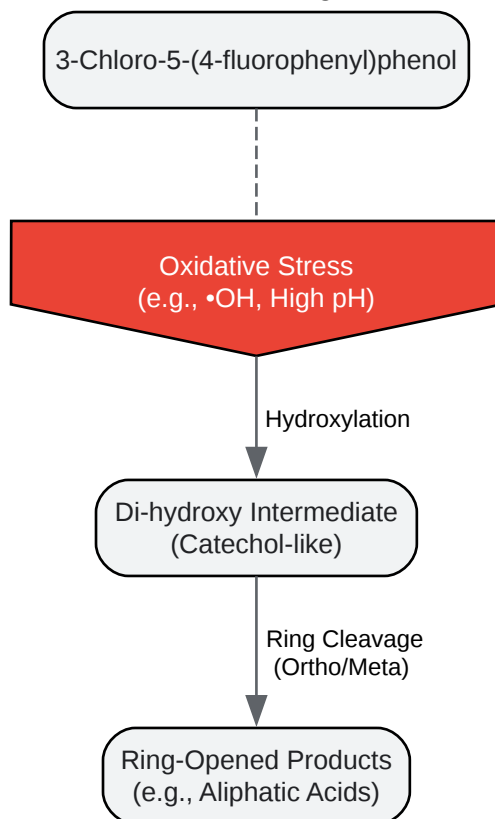 3-Chloro-5-(4-fluorophenyl)phenol
Oxidative Stress
(e.g., •OH, High pH)
Hydroxylation
Di-hydroxy Intermediate
(Catechol-like)
Ring Cleavage
(Ortho/Meta)
Ring-Opened Products
(e.g., Aliphatic Acids)